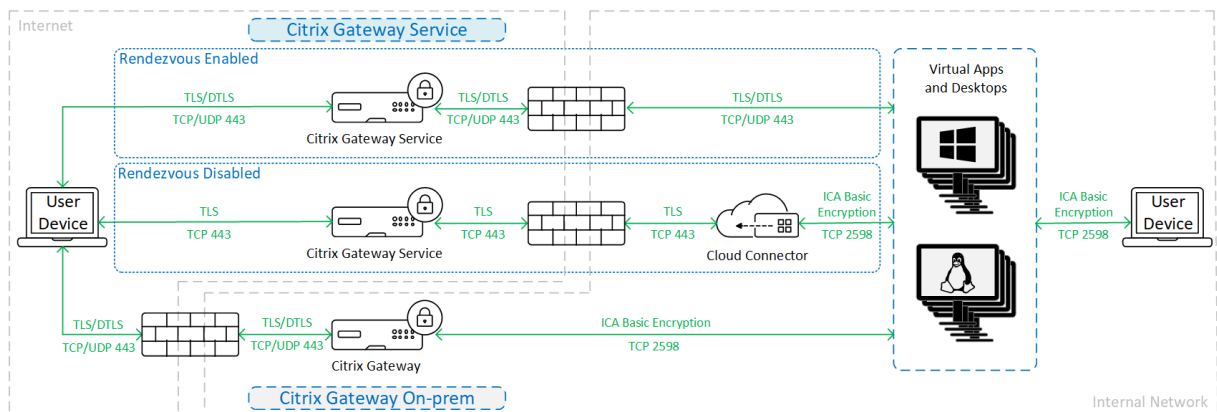 Internet
Citrix Gateway Service
Rendezvous Enabled
TLS/DTLS
TCP/UDP 443
Citrix Gateway Service
TLS/DTLS
TCP/UDP 443
TLS/DTLS
TCP/UDP 443
Virtual Apps
and Desktops
Rendezvous Disabled
User
Device
TLS
TCP 443
Citrix Gateway Service
TLS
TCP 443
TLS
TCP 443
Cloud Connector
ICA Basic
Encryption
TCP 2598
ICA Basic
Encryption
TCP 2598
User
Device
TLS/DTLS
TCP/UDP 443
TLS/DTLS
TCP/UDP 443
Citrix Gateway
ICA Basic Encryption
TCP 2598
Citrix Gateway On-prem
Internal Network